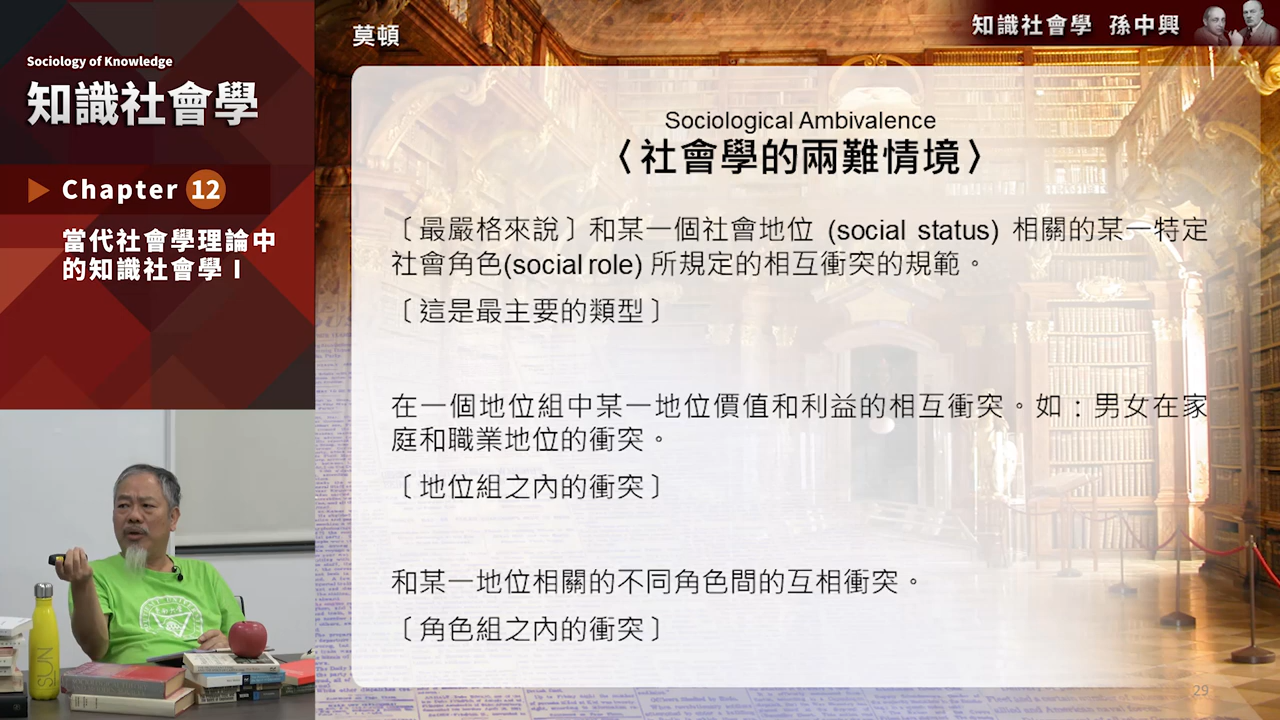 Sociology of Knowledge
知識社會學
Chapter 12
當代社會學理論中
的知識社會學 I
莫頓
知識社會學 孫中興
Sociological Ambivalence
〈社會學的兩難情境〉
〔最嚴格來說〕和某一個社會地位 (social status) 相關的某一特定
社會角色(social role) 所規定的相互衝突的規範。
〔這是最主要的類型〕
在一個地位組中某一地位價值和利益的相互衝突。如：男女在家
庭和職業地位的衝突。
〔地位組之內的衝突〕
和某一地位相關的不同角色間的互相衝突。
〔角色組之內的衝突〕
29
SUN